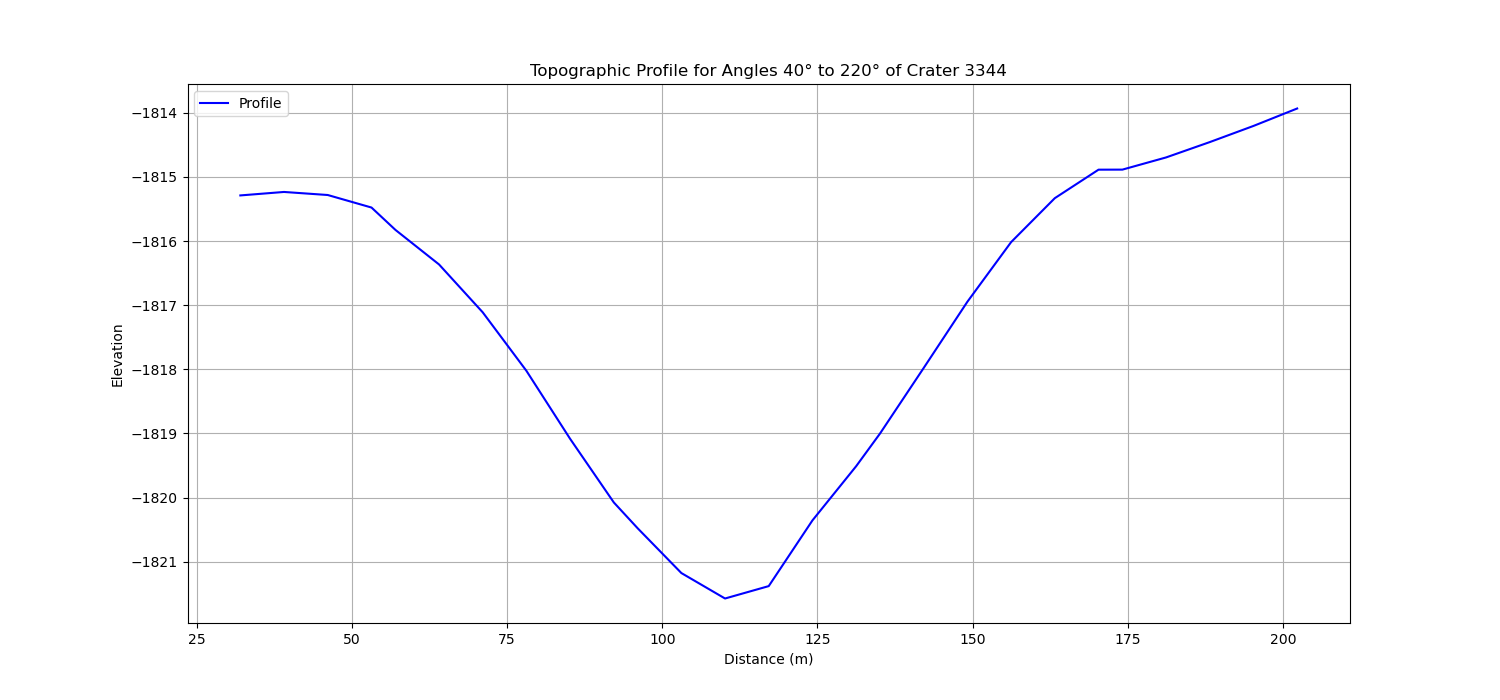 Topographic Profile for Angles 40° to 220° of Crater 3344
Profile
−1814
−1815
−1816
−1817
−1818
−1819
−1820
−1821
Elevation
25 50 75 100 125 150 175 200
Distance (m)